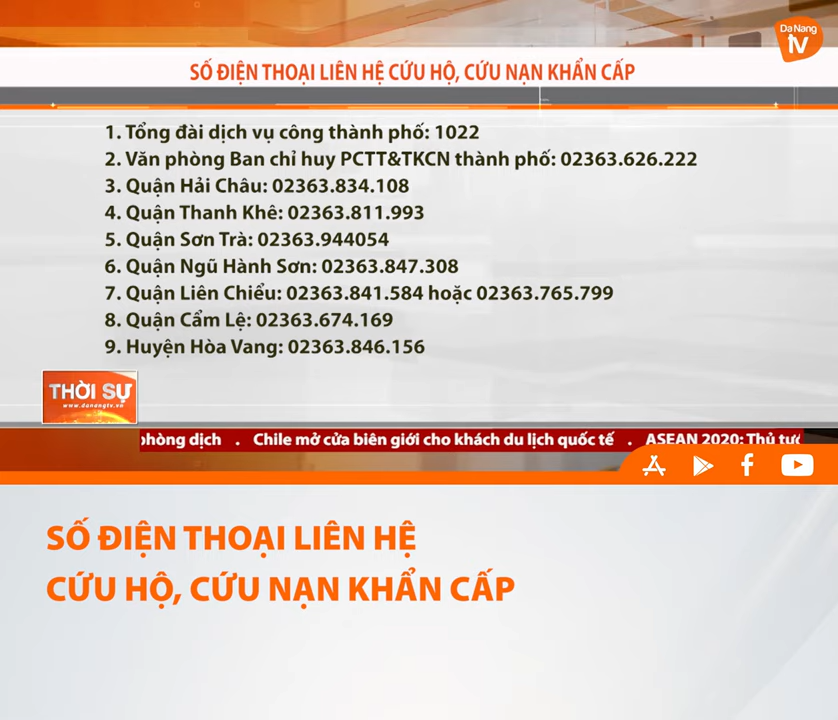 Da Nang
tv
SỐ ĐIỆN THOẠI LIÊN HỆ CỨU HỘ, CỨU NẠN KHẨN CẤP
1. Tổng đài dịch vụ công thành phố: 1022
2. Văn phòng Ban chỉ huy PCTT&TKCN thành phố: 02363.626.222
3. Quận Hải Châu: 02363.834.108
4. Quận Thanh Khê: 02363.811.993
5. Quận Sơn Trà: 02363.944054
6. Quận Ngũ Hành Sơn: 02363.847.308
7. Quận Liên Chiểu: 02363.841.584 hoặc 02363.765.799
8. Quận Cẩm Lệ: 02363.674.169
9. Huyện Hòa Vang: 02363.846.156
THỜI SỰ
www.danangtv.vn
phòng dịch . Chile mở cửa biên giới cho khách du lịch quốc tế . ASEAN 2020: Thủ tướ
SỐ ĐIỆN THOẠI LIÊN HỆ
CỨU HỘ, CỨU NẠN KHẨN CẤP